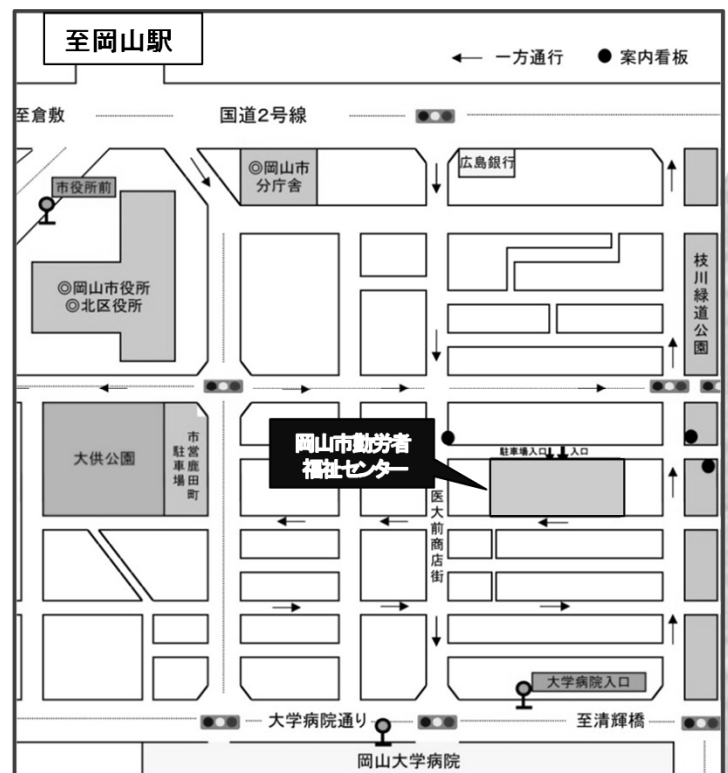 至岡山駅
← 一方通行 ● 案内看板
至倉敷
国道2号線
市役所前
◎岡山市
分庁舎
広島銀行
◎岡山市役所
◎北区役所
枝川緑道公園
大供公園
市営鹿田町
駐車場
岡山市勤労者
福祉センター
駐車場入口
入口
医大前商店街
大学病院入口
大学病院通り
至清輝橋
岡山大学病院